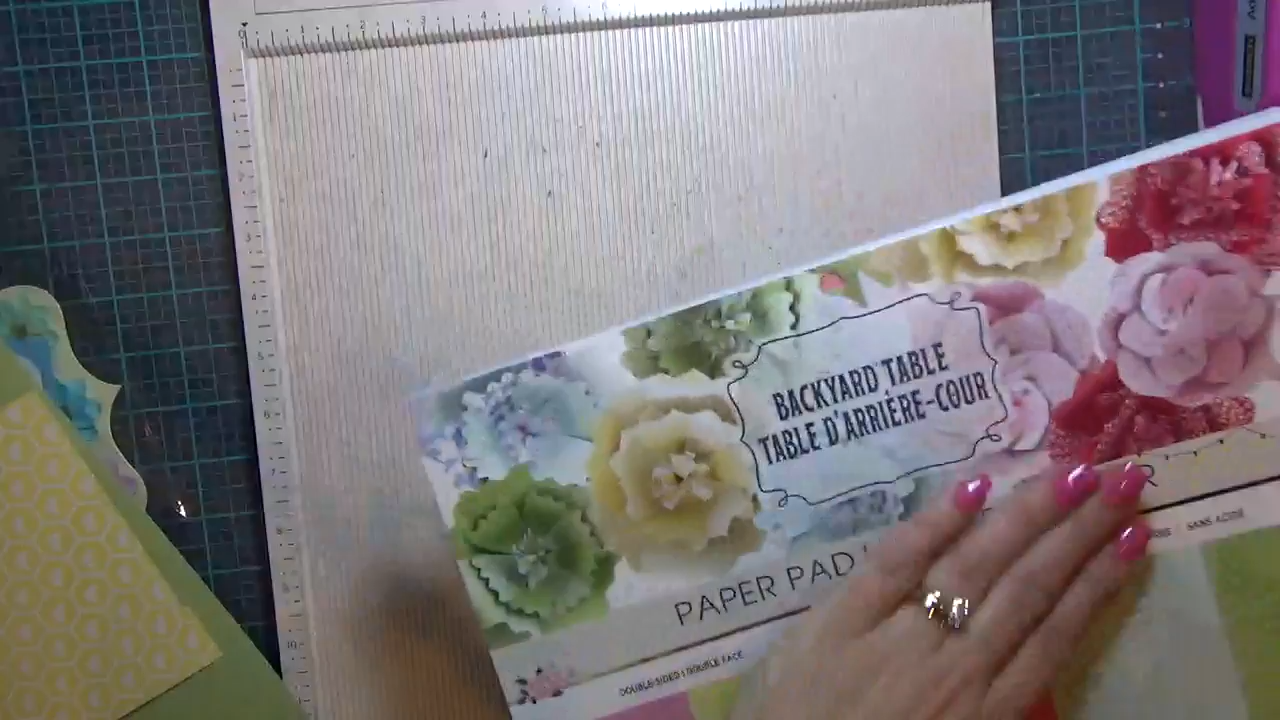 BACKYARD TABLE
TABLE D'ARRIÈRE-COUR
PAPER PAD
DOUBLE-SIDED | DOUBLE FACE
SANS ACIDE